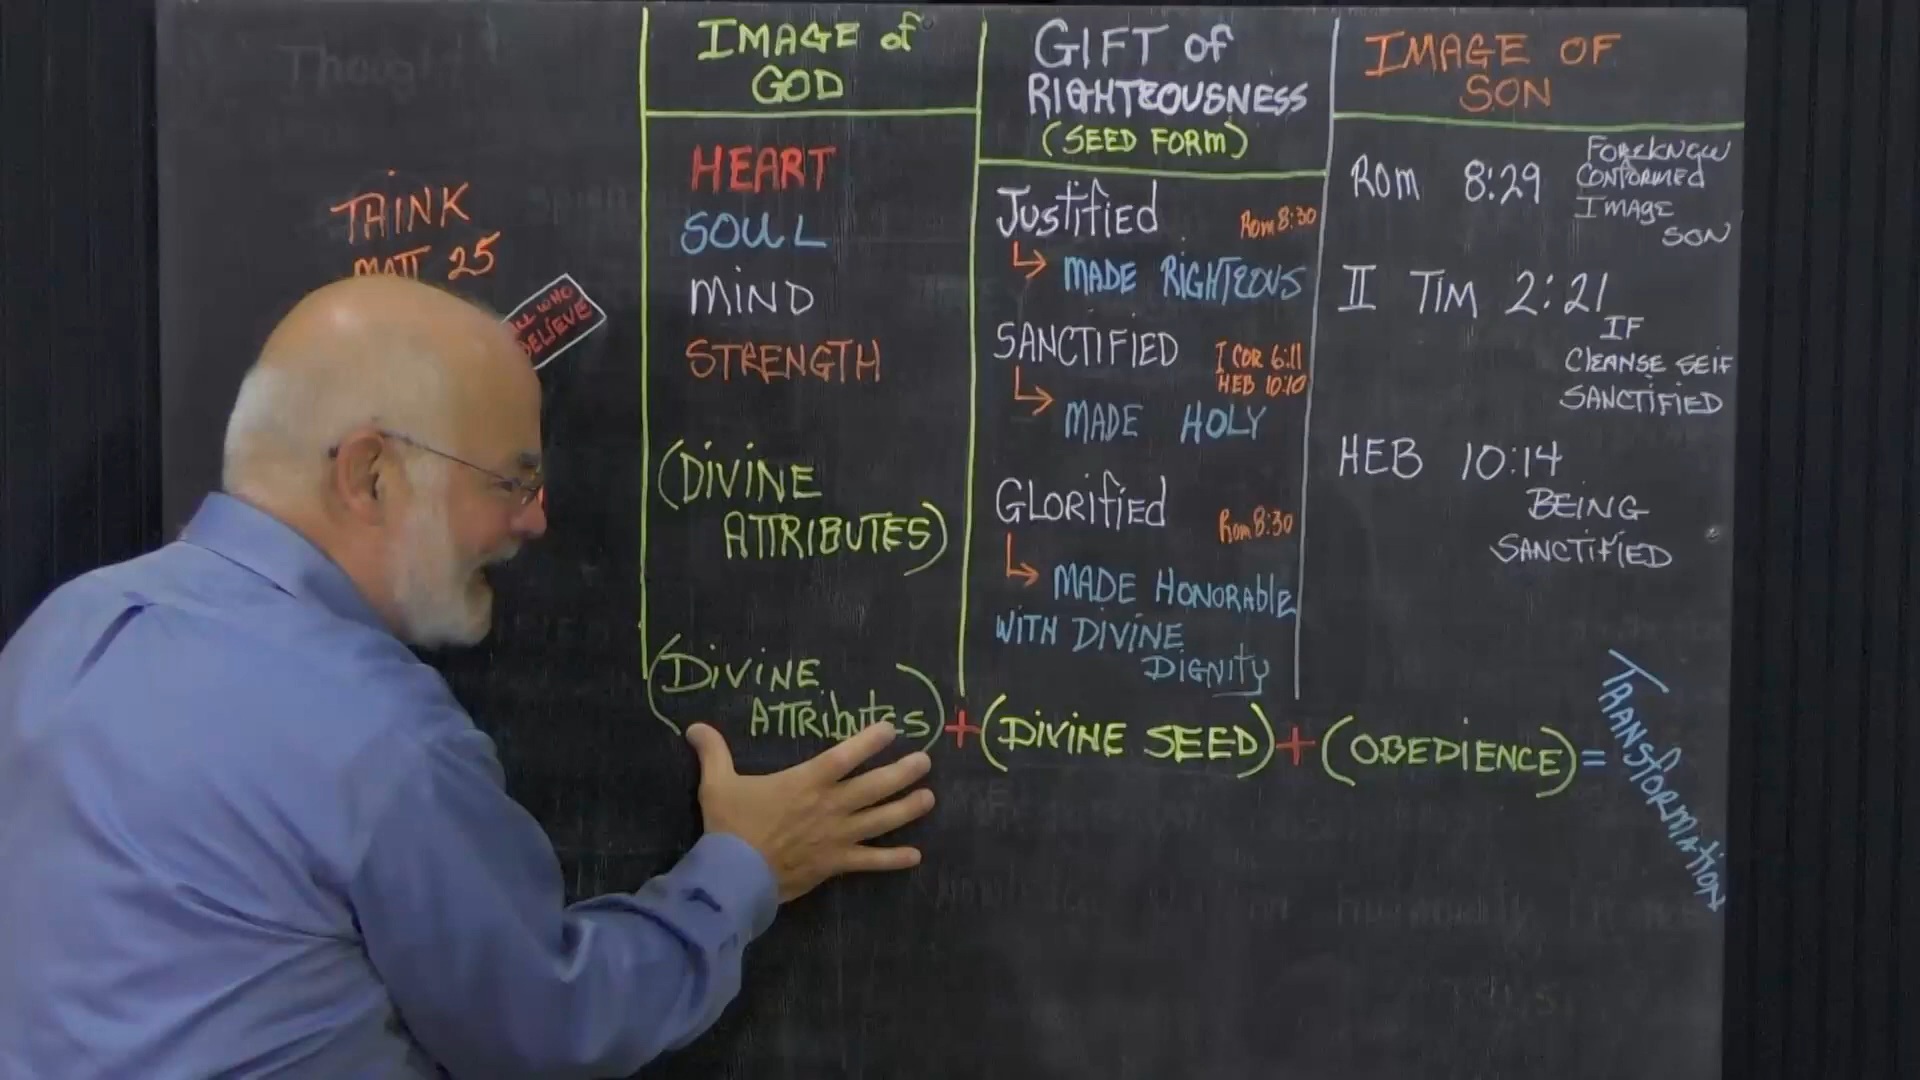 Thought
THINK
MATT 25
WHO
BELIEVE
IMAGE of
GOD
HEART
SOUL
MIND
STRENGTH
(DIVINE
ATTRIBUTES)
GIFT of
RIGHTEOUSNESS
(SEED FORM)
Justified Rom 8:30
MADE RIGHTEOUS
SANCTIFIED I COR 6:11
HEB 10:10
MADE HOLY
GLORified Rom 8:30
MADE HONORAblE
WITH DIVINE
DIGNITY
IMAGE OF
SON
ROM 8:29 FOREKNEW
CONFORMED
IMAGE
SON
II TIM 2:21
IF
ClEANSE SElF
SANCTIFIED
HEB 10:14
BEING
SANCTIFIED
(DIVINE
ATTRIbutES) + (DIVINE SEED) + (OBEDIENCE) =
TRANSfORMAtiON